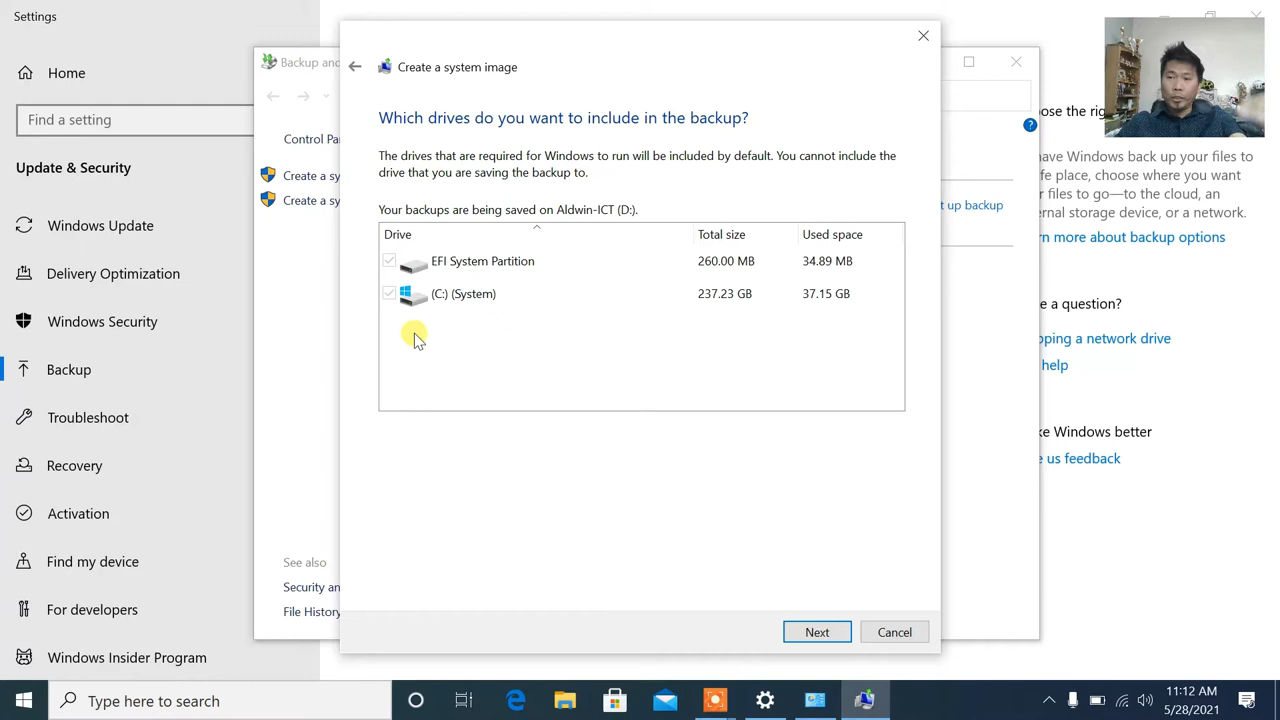 Settings
Home
Find a setting
Update & Security
Windows Update
Delivery Optimization
Windows Security
Backup
Troubleshoot
Recovery
Activation
Find my device
For developers
Windows Insider Program
Backup and
Control Pa
Create a sy
Create a sy
See also
Security an
File History
Create a system image
Which drives do you want to include in the backup?
The drives that are required for Windows to run will be included by default. You cannot include the
drive that you are saving the backup to.
Your backups are being saved on Aldwin-ICT (D:).
Drive Total size Used space
EFI System Partition 260.00 MB 34.89 MB
(C:) (System) 237.23 GB 37.15 GB
Next Cancel
t up backup
?
ose the rig
have Windows back up your files to
fe place, choose where you want
r files to go—to the cloud, an
ernal storage device, or a network.
rn more about backup options
e a question?
pping a network drive
help
ke Windows better
e us feedback
Type here to search
11:12 AM
5/28/2021